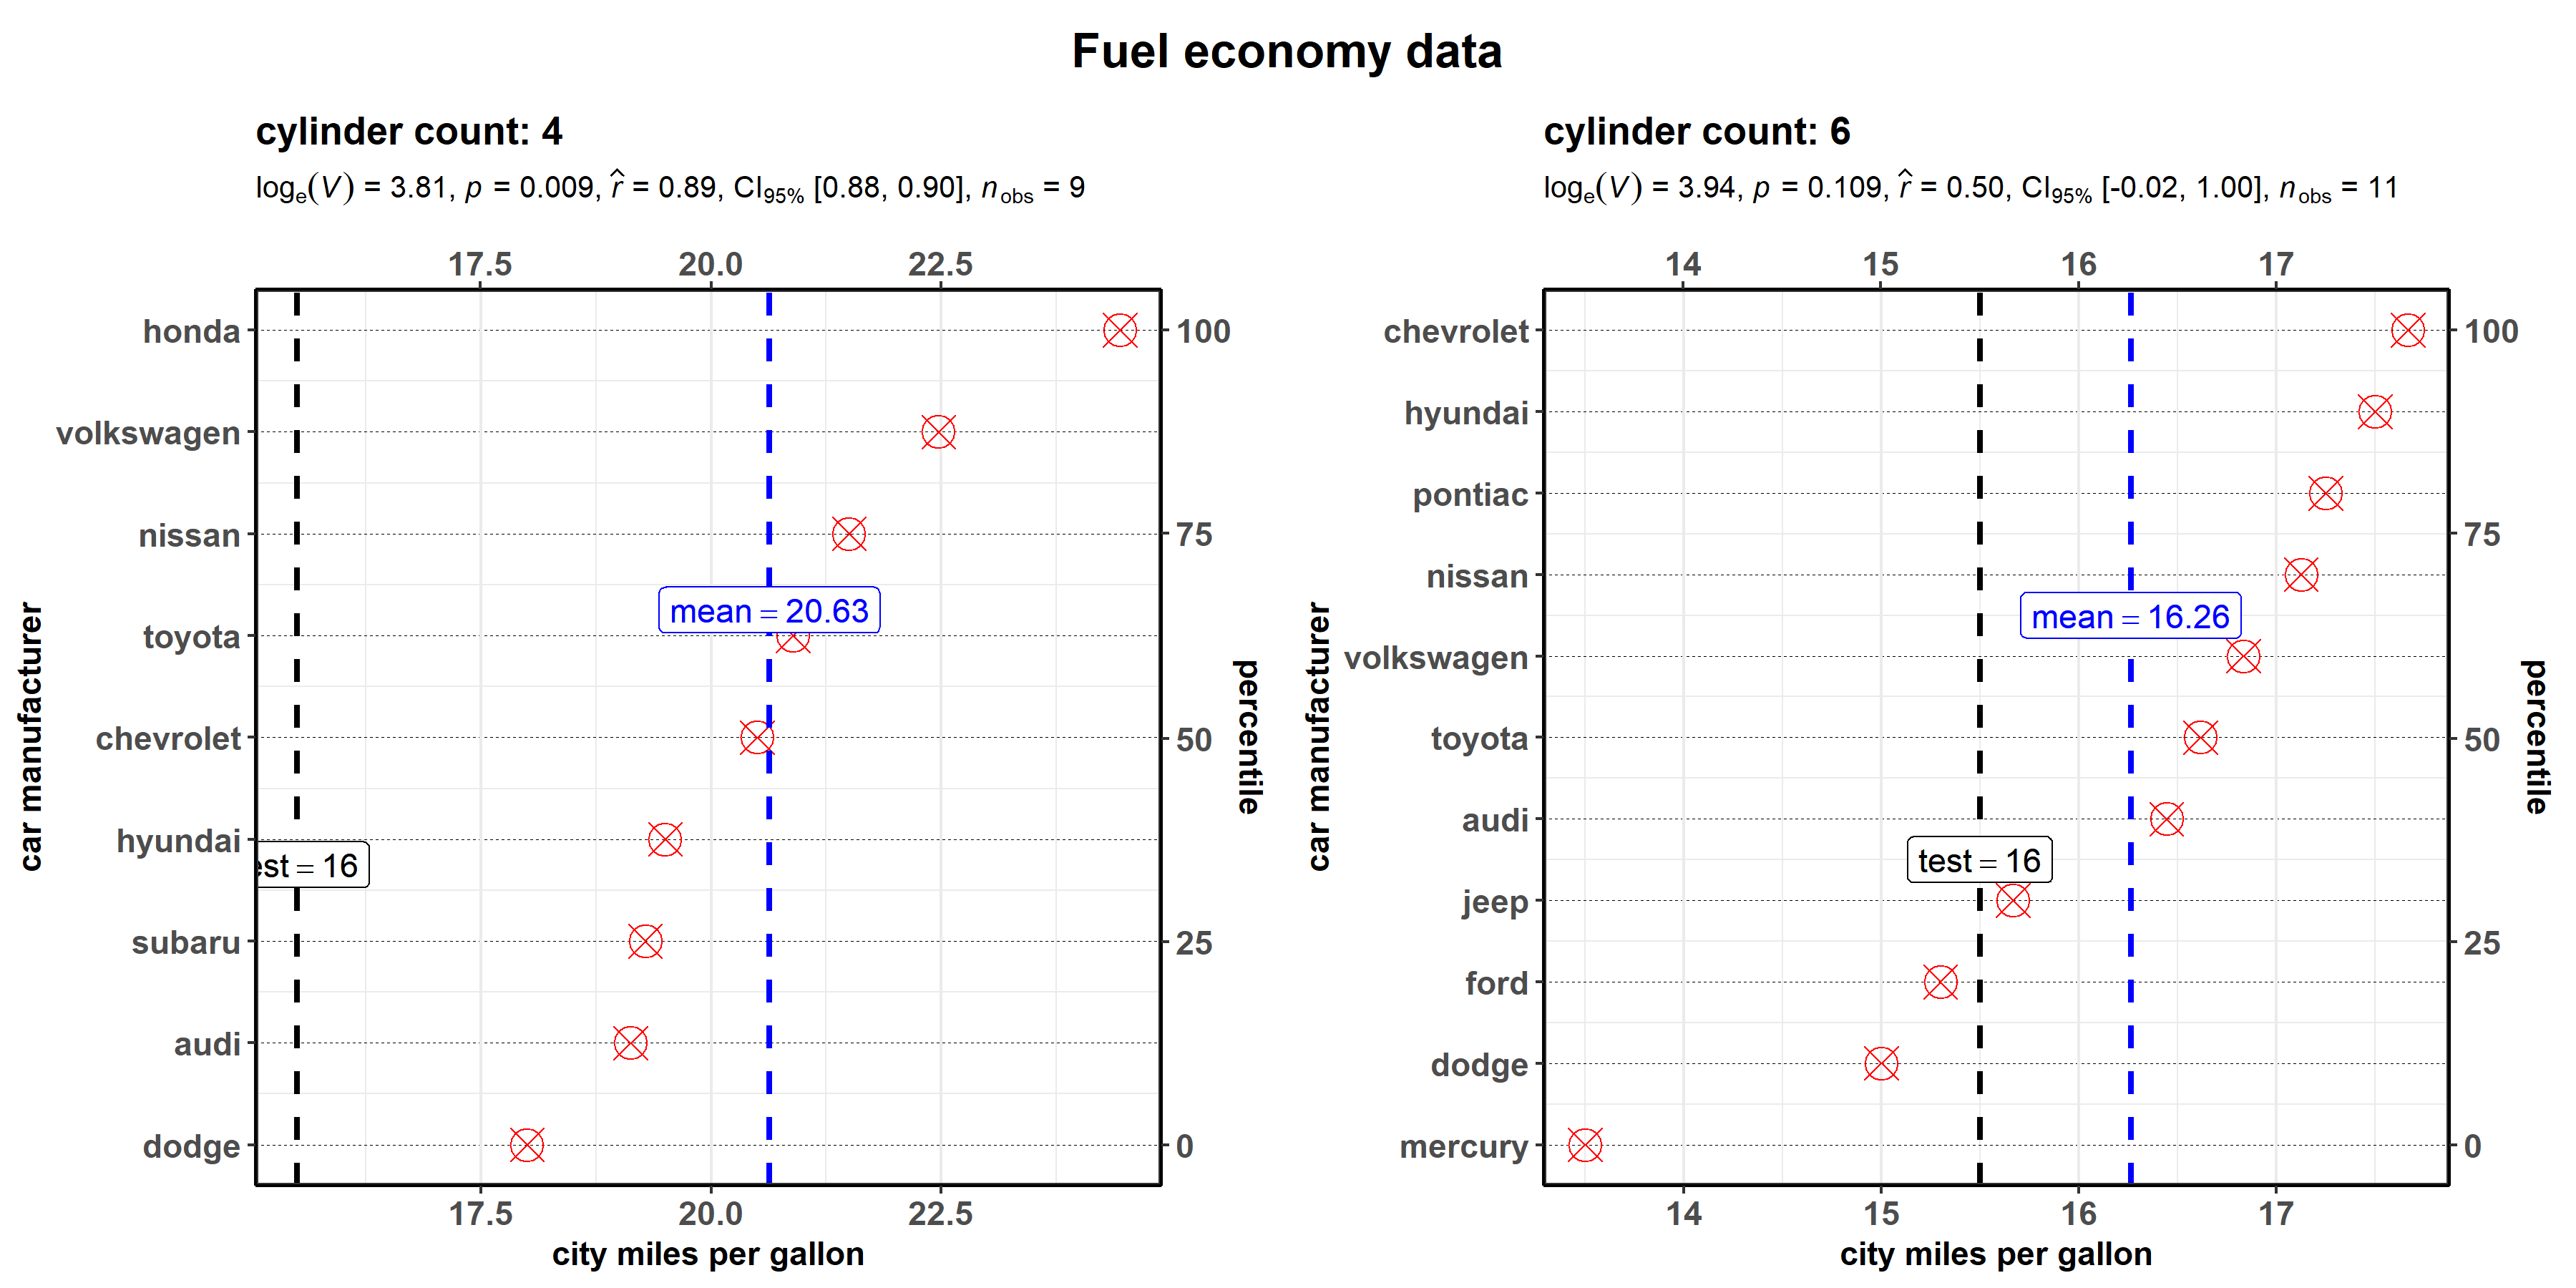 Fuel economy data
cylinder count: 4
logₑ(V) = 3.81, p = 0.009, r̂ = 0.89, CI₉₅% [0.88, 0.90], n_obs = 9
17.5 20.0 22.5
honda
volkswagen
nissan
toyota
chevrolet
hyundai
subaru
audi
dodge
car manufacturer
mean = 20.63
est = 16
100
75
50
25
0
percentile
17.5 20.0 22.5
city miles per gallon
cylinder count: 6
logₑ(V) = 3.94, p = 0.109, r̂ = 0.50, CI₉₅% [-0.02, 1.00], n_obs = 11
14 15 16 17
chevrolet
hyundai
pontiac
nissan
volkswagen
toyota
audi
jeep
ford
dodge
mercury
car manufacturer
mean = 16.26
test = 16
100
75
50
25
0
percentile
14 15 16 17
city miles per gallon